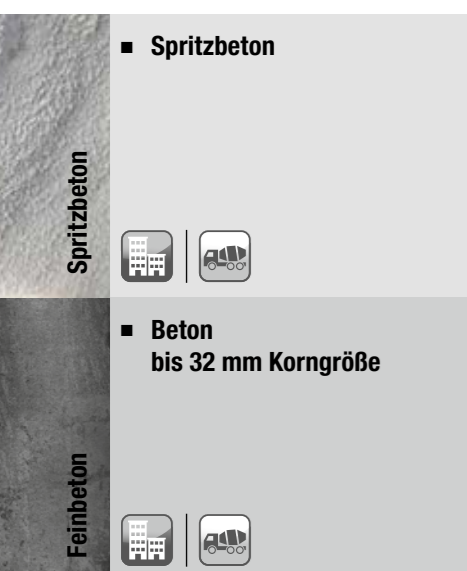 Spritzbeton
■ Spritzbeton
Feinbeton
■ Beton
bis 32 mm Korngröße